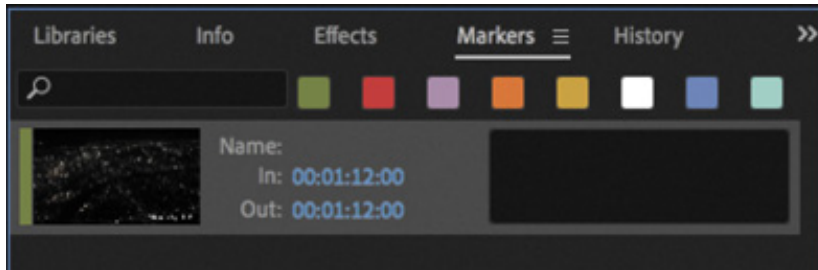 Libraries Info Effects Markers History
Name:
In: 00:01:12:00
Out: 00:01:12:00